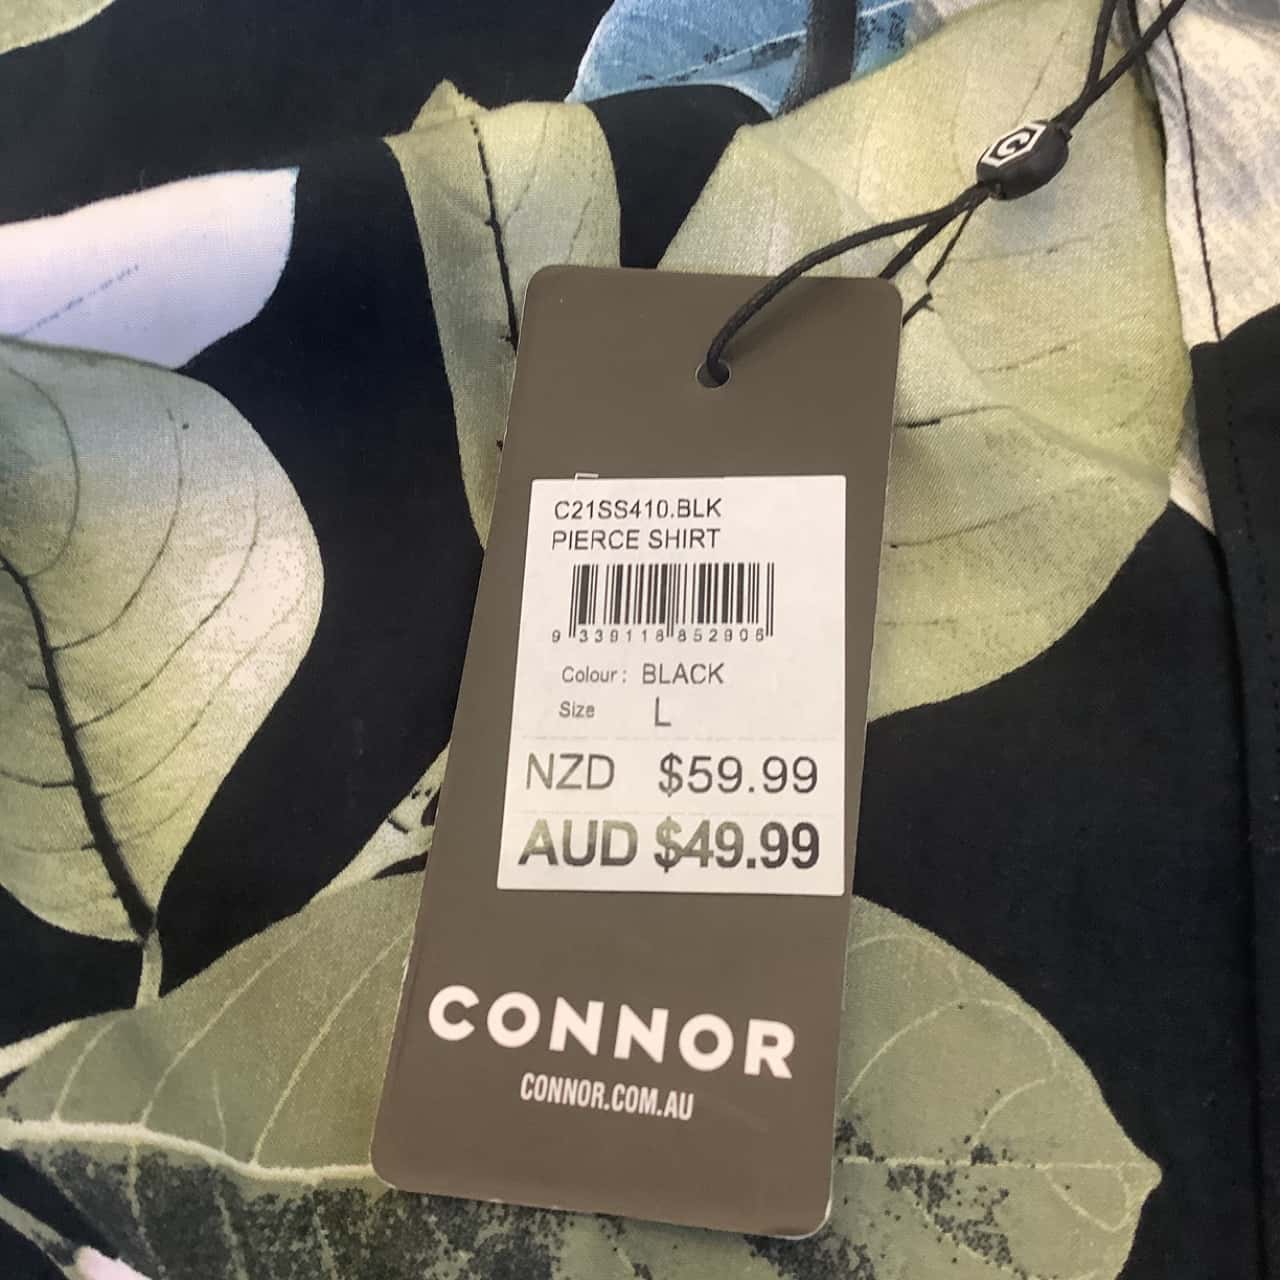 C
C21SS410.BLK
PIERCE SHIRT
9 339118 852906
Colour: BLACK
Size L
NZD $59.99
AUD $49.99
CONNOR
CONNOR.COM.AU